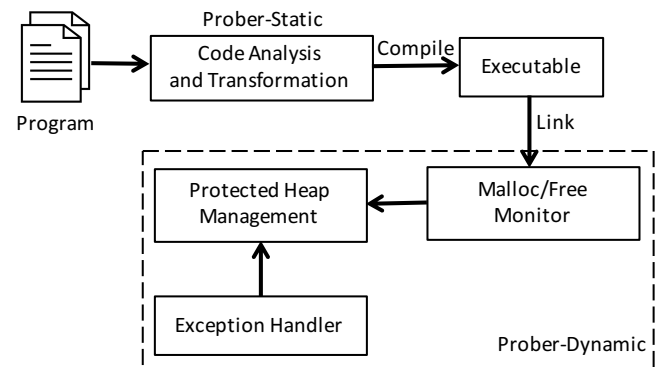 Prober-Static
Code Analysis
and Transformation
Compile
Executable
Program
Link
Protected Heap
Management
Malloc/Free
Monitor
Exception Handler
Prober-Dynamic